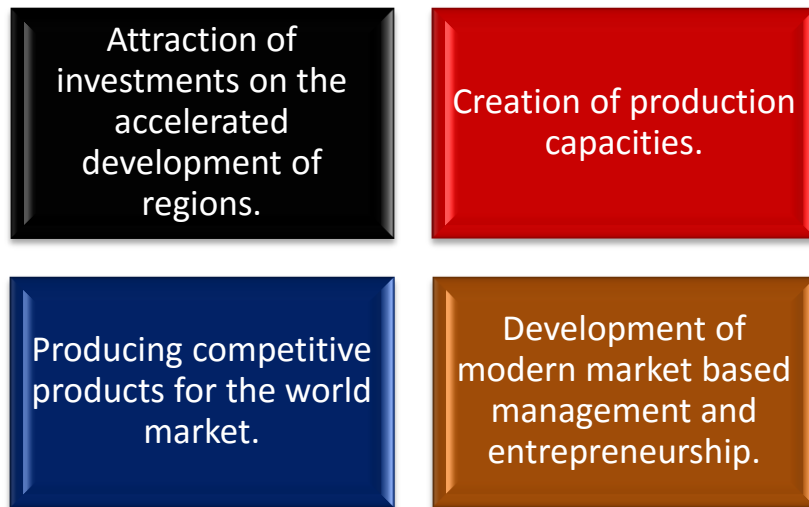 Attraction of
investments on the
accelerated
development of
regions.
Creation of production
capacities.
Producing competitive
products for the world
market.
Development of
modern market based
management and
entrepreneurship.